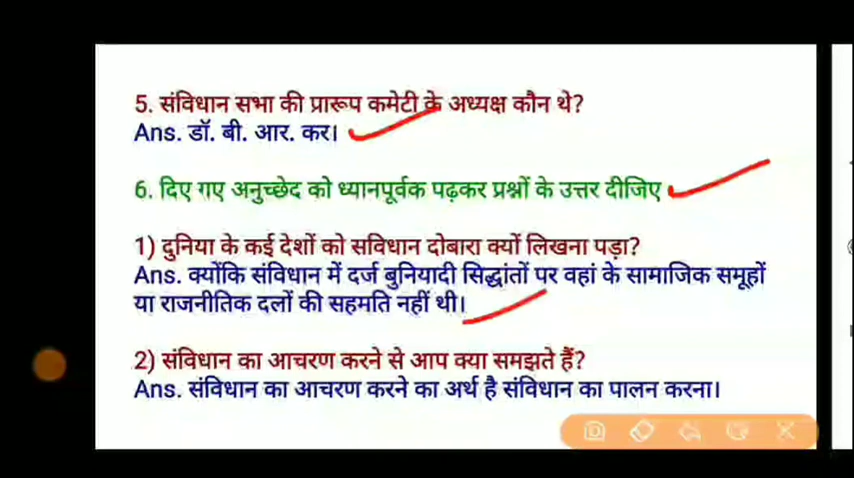 5. संविधान सभा की प्रारूप कमेटी के अध्यक्ष कौन थे?
Ans. डॉ. बी. आर. कर।
6. दिए गए अनुच्छेद को ध्यानपूर्वक पढ़कर प्रश्नों के उत्तर दीजिए
1) दुनिया के कई देशों को सविधान दोबारा क्यों लिखना पड़ा?
Ans. क्योंकि संविधान में दर्ज बुनियादी सिद्धांतों पर वहां के सामाजिक समूहों
या राजनीतिक दलों की सहमति नहीं थी।
2) संविधान का आचरण करने से आप क्या समझते हैं?
Ans. संविधान का आचरण करने का अर्थ है संविधान का पालन करना।